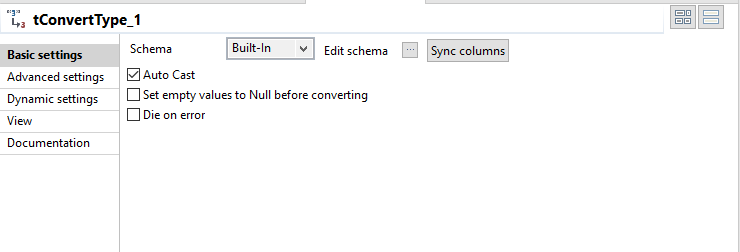 tConvertType_1
Basic settings
Advanced settings
Dynamic settings
View
Documentation
Schema Built-In Edit schema ... Sync columns
Auto Cast
Set empty values to Null before converting
Die on error